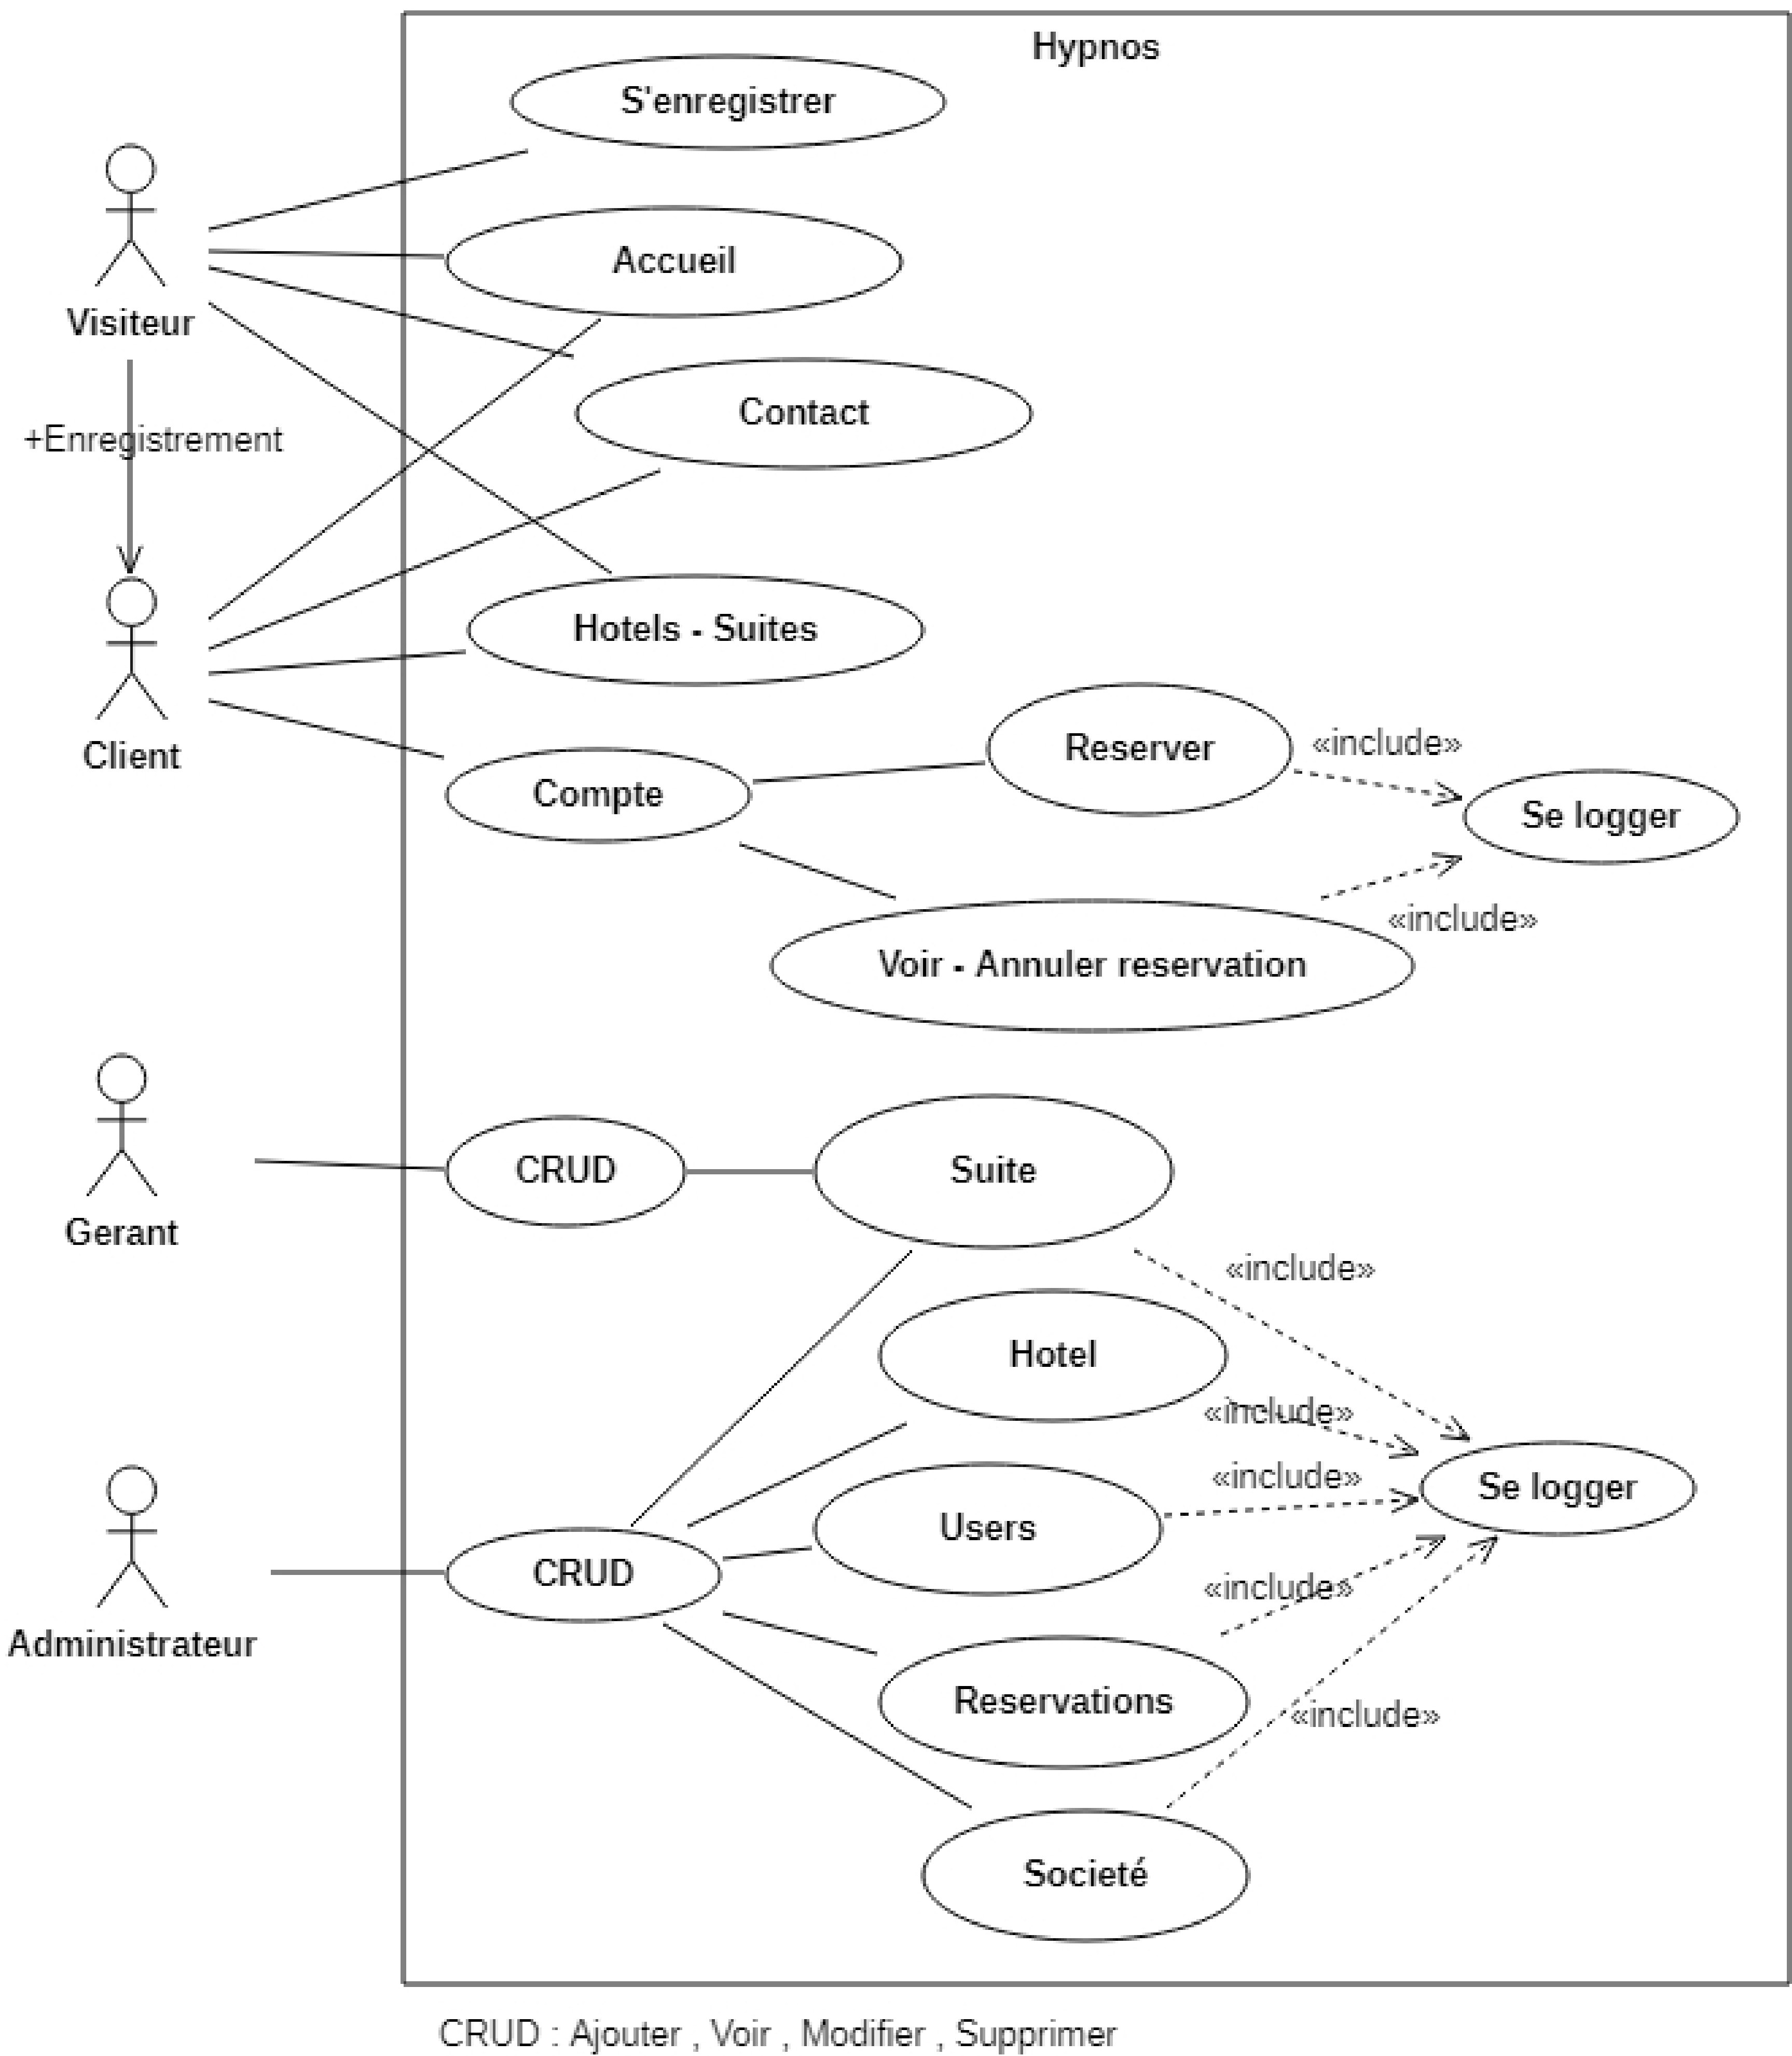 Hypnos
S'enregistrer
Accueil
Visiteur
Contact
+Enregistrement
Hotels - Suites
Client
Reserver
«include»
Compte
Se logger
«include»
Voir - Annuler reservation
CRUD
Suite
Gerant
«include»
Hotel
«include»
«include»
Se logger
Users
CRUD
«include»
Administrateur
Reservations
«include»
Societé
CRUD : Ajouter , Voir , Modifier , Supprimer